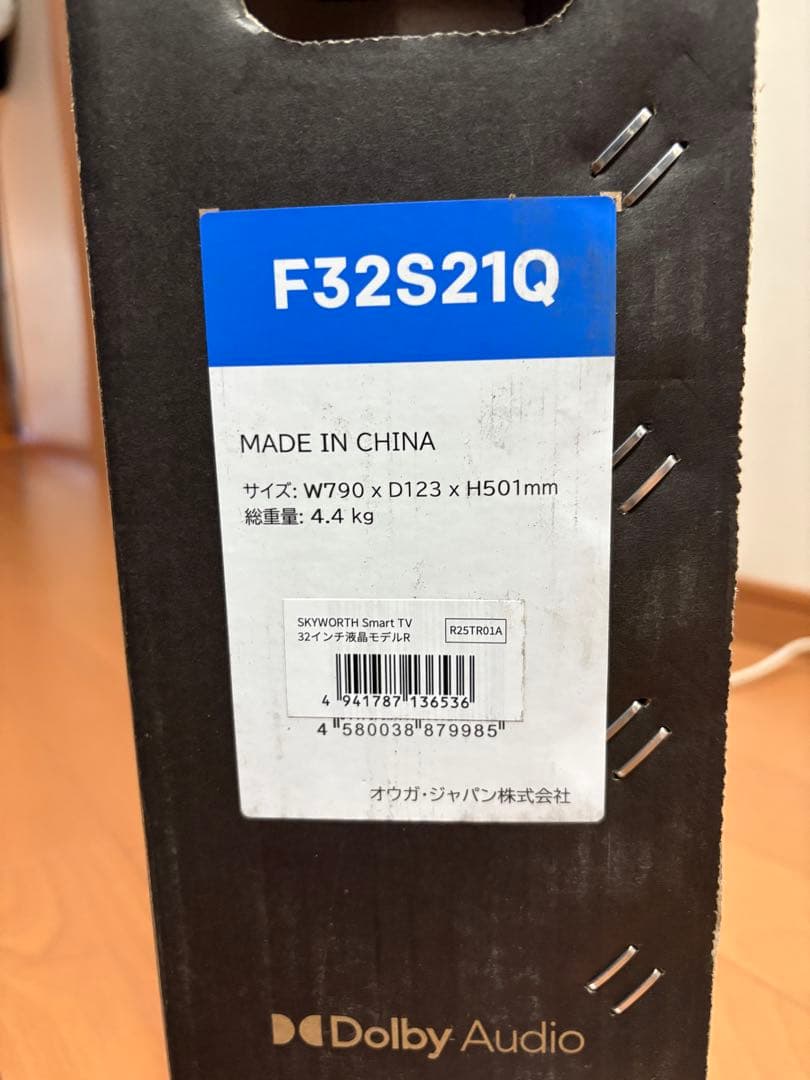 F32S21Q
MADE IN CHINA
サイズ: W790 x D123 x H501mm
総重量: 4.4 kg
SKYWORTH Smart TV
32インチ液晶モデルR
R25TR01A
4 941787 136536
4 580038 879985
オウガ・ジャパン株式会社
Dolby Audio